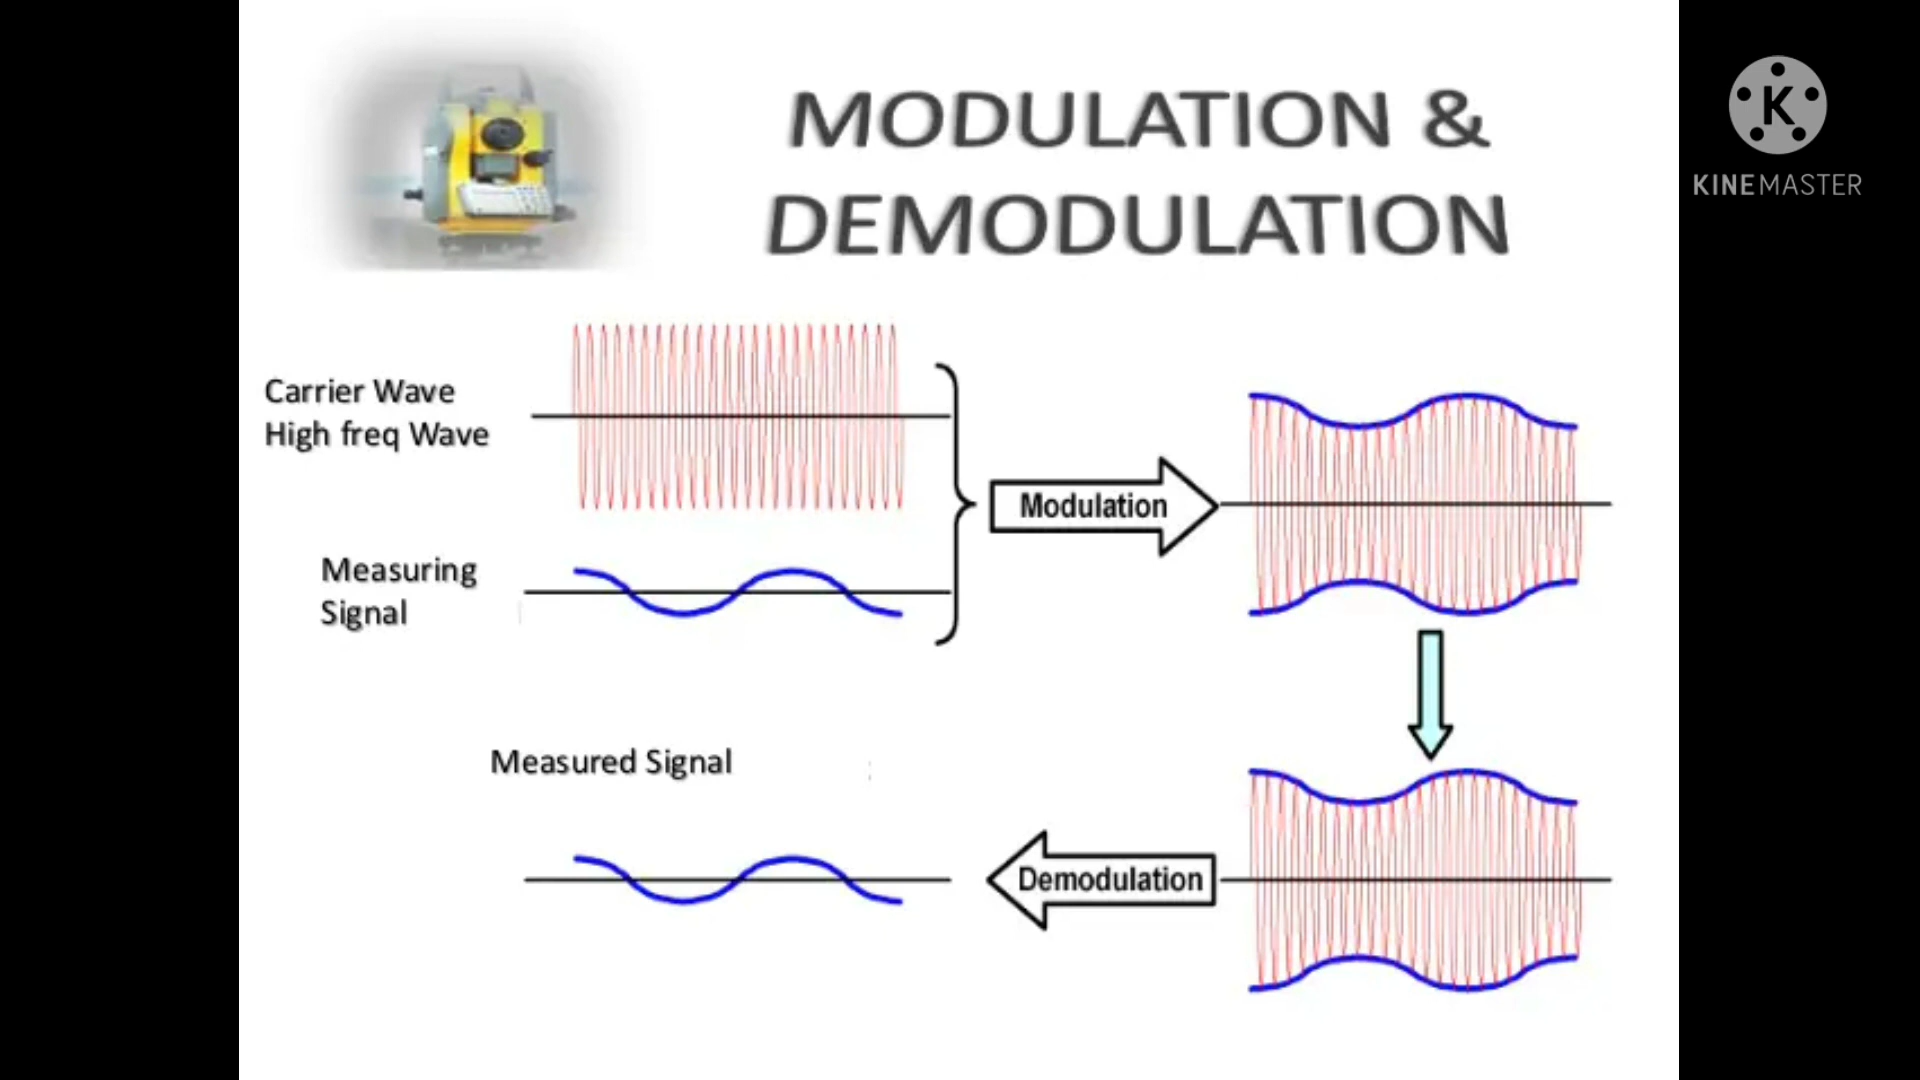 MODULATION &
DEMODULATION
KINEMASTER
Carrier Wave
High freq Wave
Modulation
Measuring
Signal
Measured Signal
Demodulation